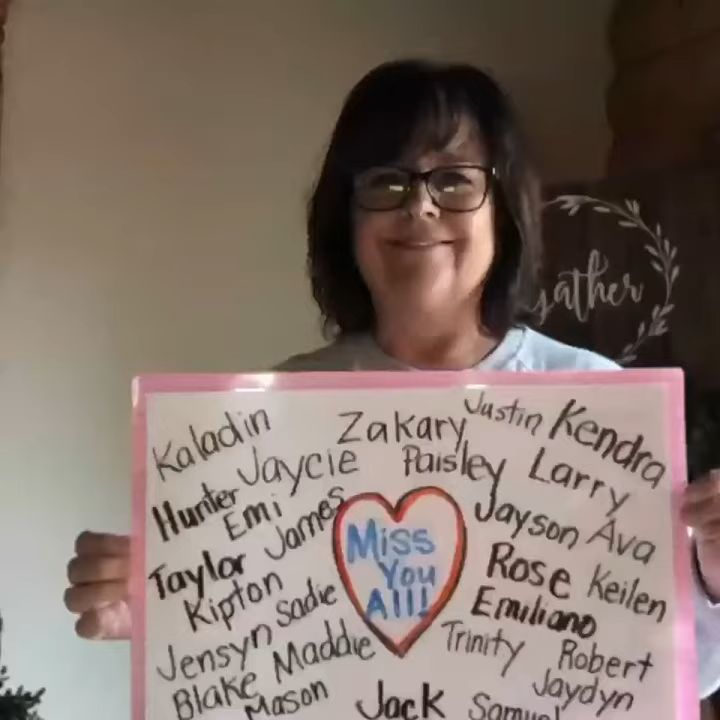 gather
Kaladin
Zakary
Justin
Kendra
Jaycie
Paisley
Larry
Hunter
Emi
James
Miss
You
All!
Jayson
Ava
Taylor
Kipton
Sadie
Rose
Keilen
Emiliano
Jensyn
Maddie
Trinity
Robert
Blake
Mason
Jack
Samuel
Jaydyn